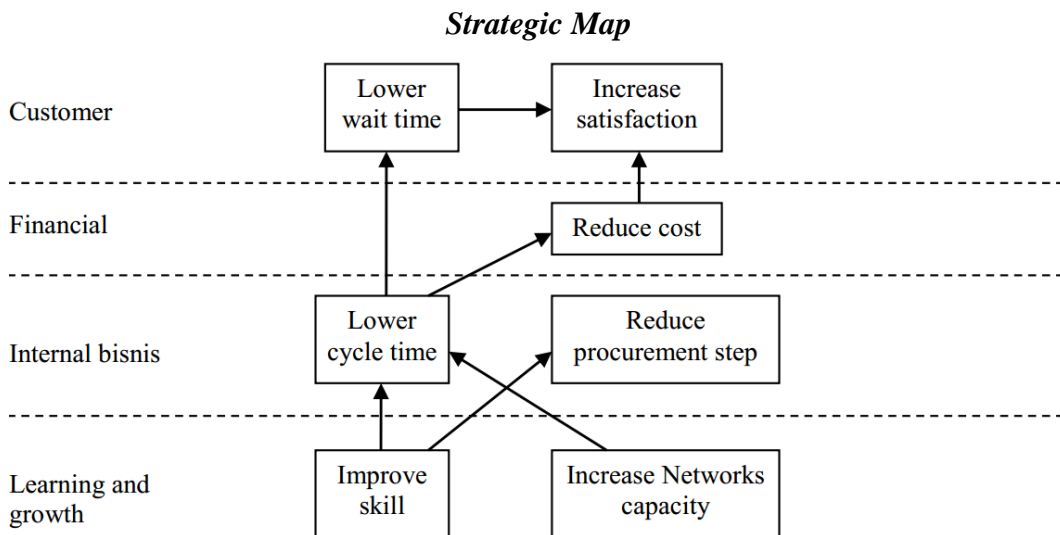 Strategic Map
Customer
Lower
wait time
Increase
satisfaction
Financial
Reduce cost
Internal bisnis
Lower
cycle time
Reduce
procurement step
Learning and
growth
Improve
skill
Increase Networks
capacity